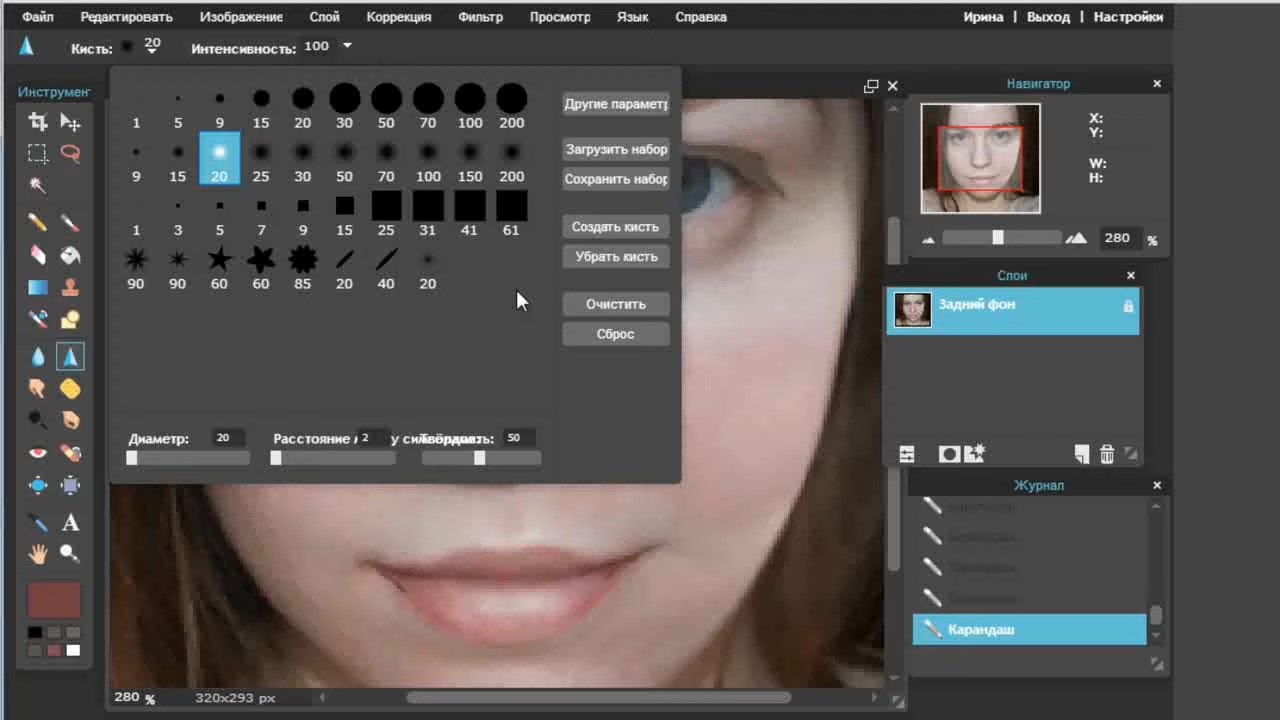 Файл Редактировать Изображение Слой Коррекция Фильтр Просмотр Язык Справка Ирина | Выход | Настройки
Кисть: 20 Интенсивность: 100
Инструмент
1 5 9 15 20 30 50 70 100 200
9 15 20 25 30 50 70 100 150 200
1 3 5 7 9 15 25 31 41 61
90 90 60 60 85 20 40 20
Другие парамет
Загрузить набор
Сохранить набор
Создать кисть
Убрать кисть
Очистить
Сброс
Диаметр: 20 Расстояние 2 50
Навигатор
X:
Y:
W:
H:
280 %
Слои
Задний фон
Журнал
Карандаш
280 % 320x293 px